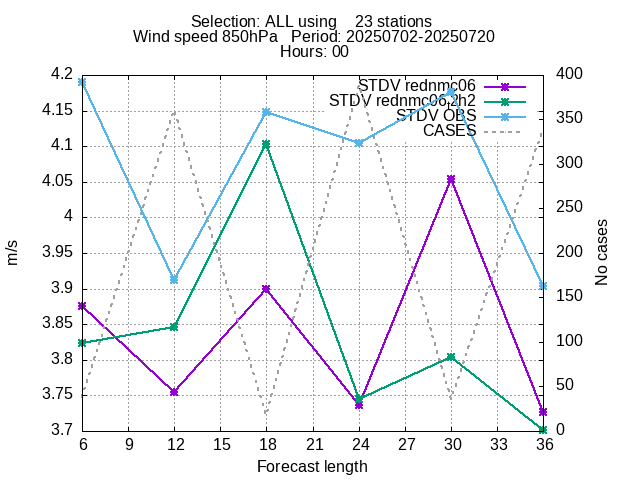 Selection: ALL using 23 stations
Wind speed 850hPa Period: 20250702-20250720
Hours: 00
STDV rednmc06
STDV rednmc06,2h2
STDV OBS
CASES
4.2
4.15
4.1
4.05
4
3.95
3.9
3.85
3.8
3.75
3.7
m/s
400
350
300
250
200
150
100
50
0
No cases
6 9 12 15 18 21 24 27 30 33 36
Forecast length